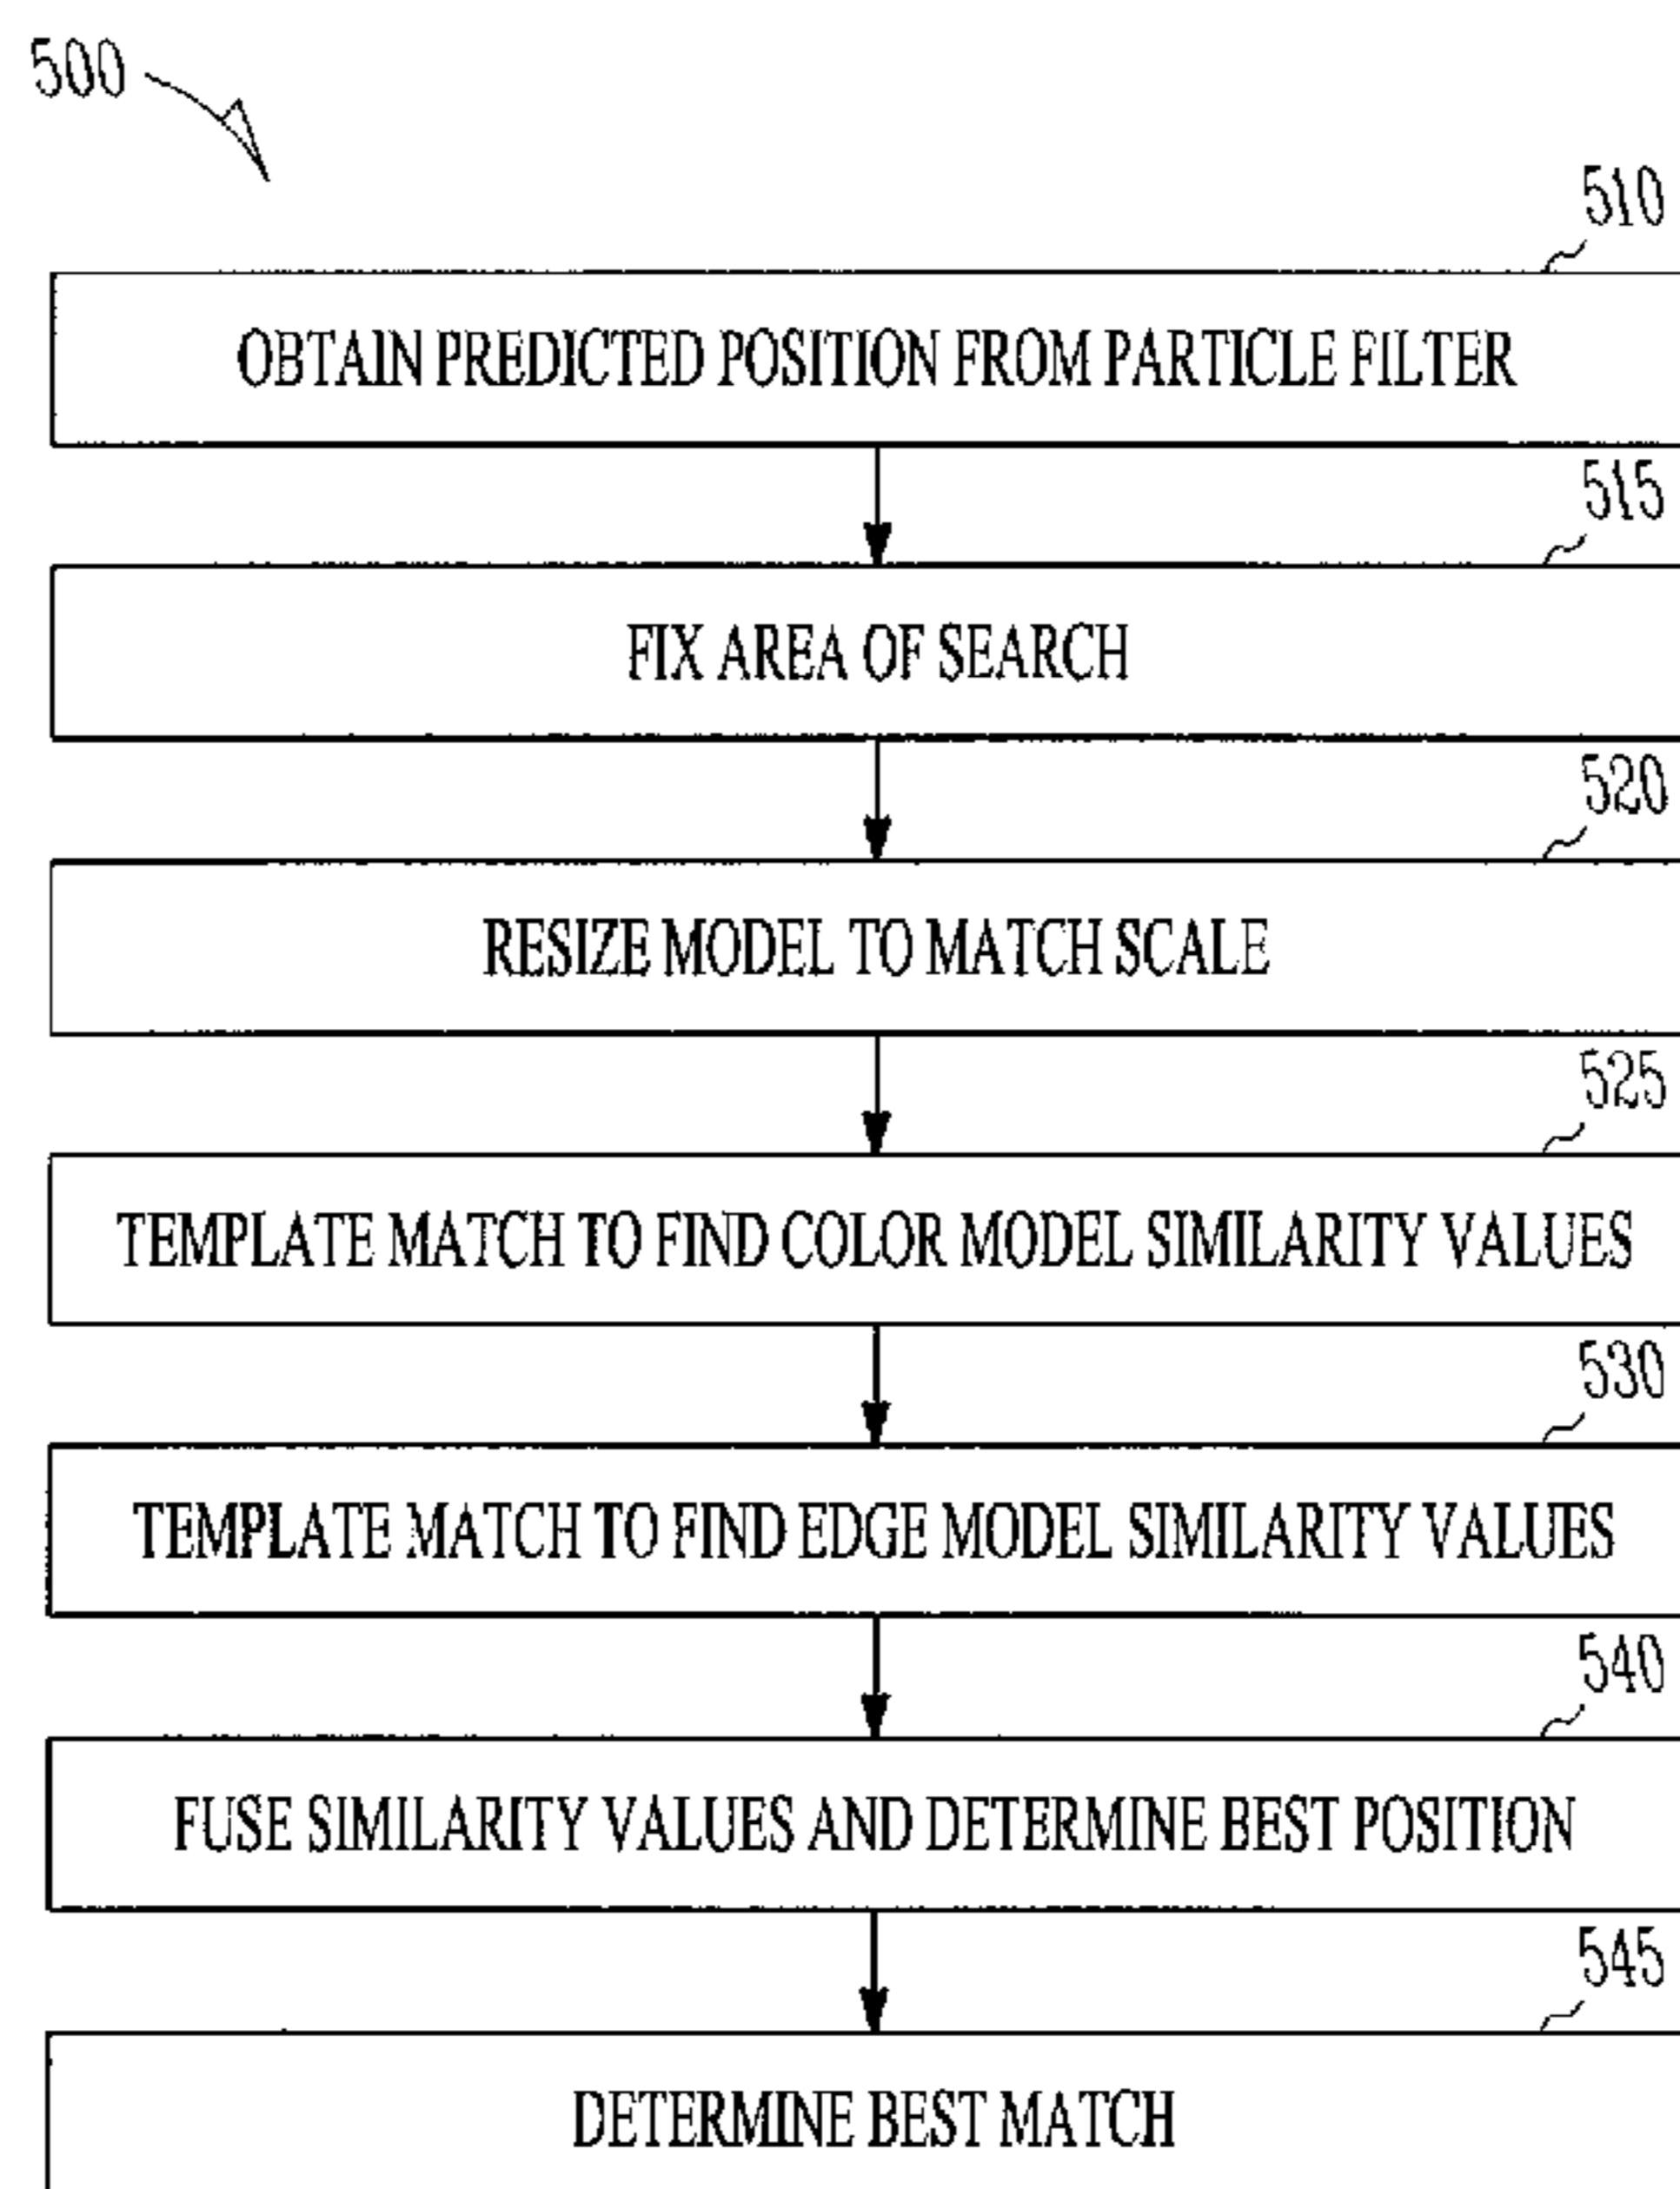 500
510
OBTAIN PREDICTED POSITION FROM PARTICLE FILTER
515
FIX AREA OF SEARCH
520
RESIZE MODEL TO MATCH SCALE
525
TEMPLATE MATCH TO FIND COLOR MODEL SIMILARITY VALUES
530
TEMPLATE MATCH TO FIND EDGE MODEL SIMILARITY VALUES
540
FUSE SIMILARITY VALUES AND DETERMINE BEST POSITION
545
DETERMINE BEST MATCH